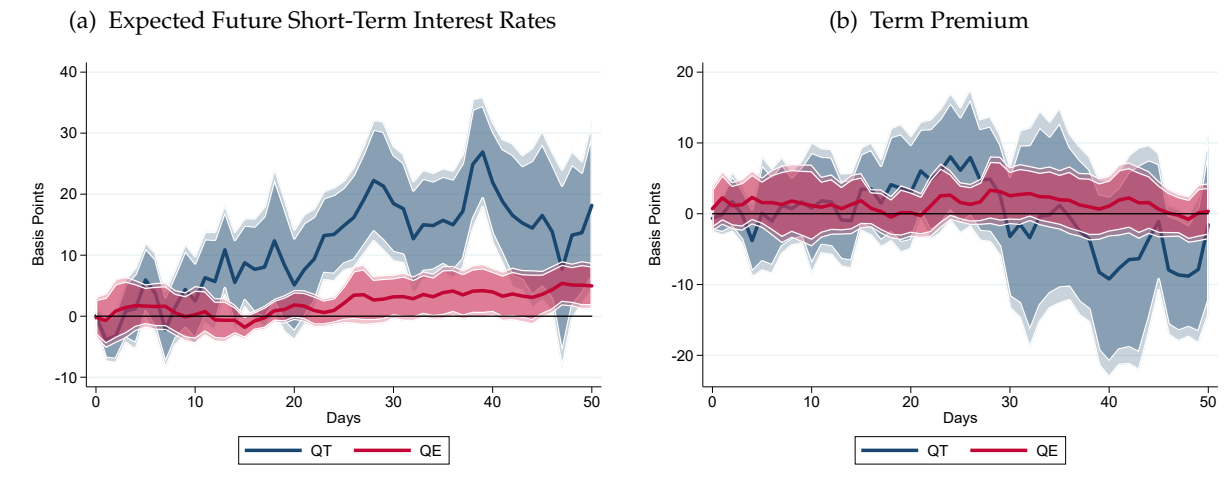 (a) Expected Future Short-Term Interest Rates
40
30
20
10
0
-10
Basis Points
0 10 20 30 40 50
Days
QT QE
(b) Term Premium
20
10
0
-10
-20
Basis Points
0 10 20 30 40 50
Days
QT QE